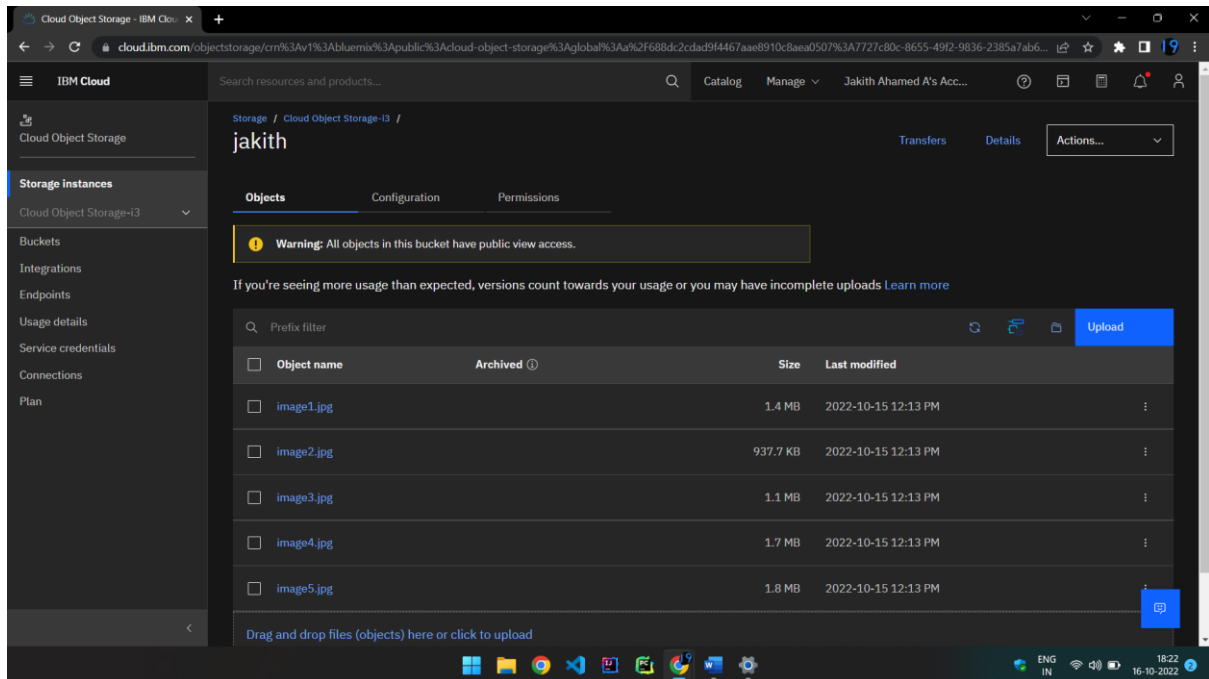 Cloud Object Storage - IBM Clou
cloud.ibm.com/objectstorage/crn%3Av1%3Abluemix%3Apublic%3Acloud-object-storage%3Aglobal%3Aa%2F688dc2cdad9f4467aae8910c8aea0507%3A7727c80c-8655-49f2-9836-2385a7ab6...
19
IBM Cloud
Search resources and products...
Catalog
Manage
Jakith Ahamed A's Acc...
Cloud Object Storage
Storage instances
Cloud Object Storage-i3
Buckets
Integrations
Endpoints
Usage details
Service credentials
Connections
Plan
Storage / Cloud Object Storage-i3 /
jakith
Transfers
Details
Actions...
Objects
Configuration
Permissions
Warning: All objects in this bucket have public view access.
If you're seeing more usage than expected, versions count towards your usage or you may have incomplete uploads Learn more
Prefix filter
Upload
Object name Archived Size Last modified
image1.jpg 1.4 MB 2022-10-15 12:13 PM
image2.jpg 937.7 KB 2022-10-15 12:13 PM
image3.jpg 1.1 MB 2022-10-15 12:13 PM
image4.jpg 1.7 MB 2022-10-15 12:13 PM
image5.jpg 1.8 MB 2022-10-15 12:13 PM
Drag and drop files (objects) here or click to upload
ENG
IN
18:22
16-10-2022
2